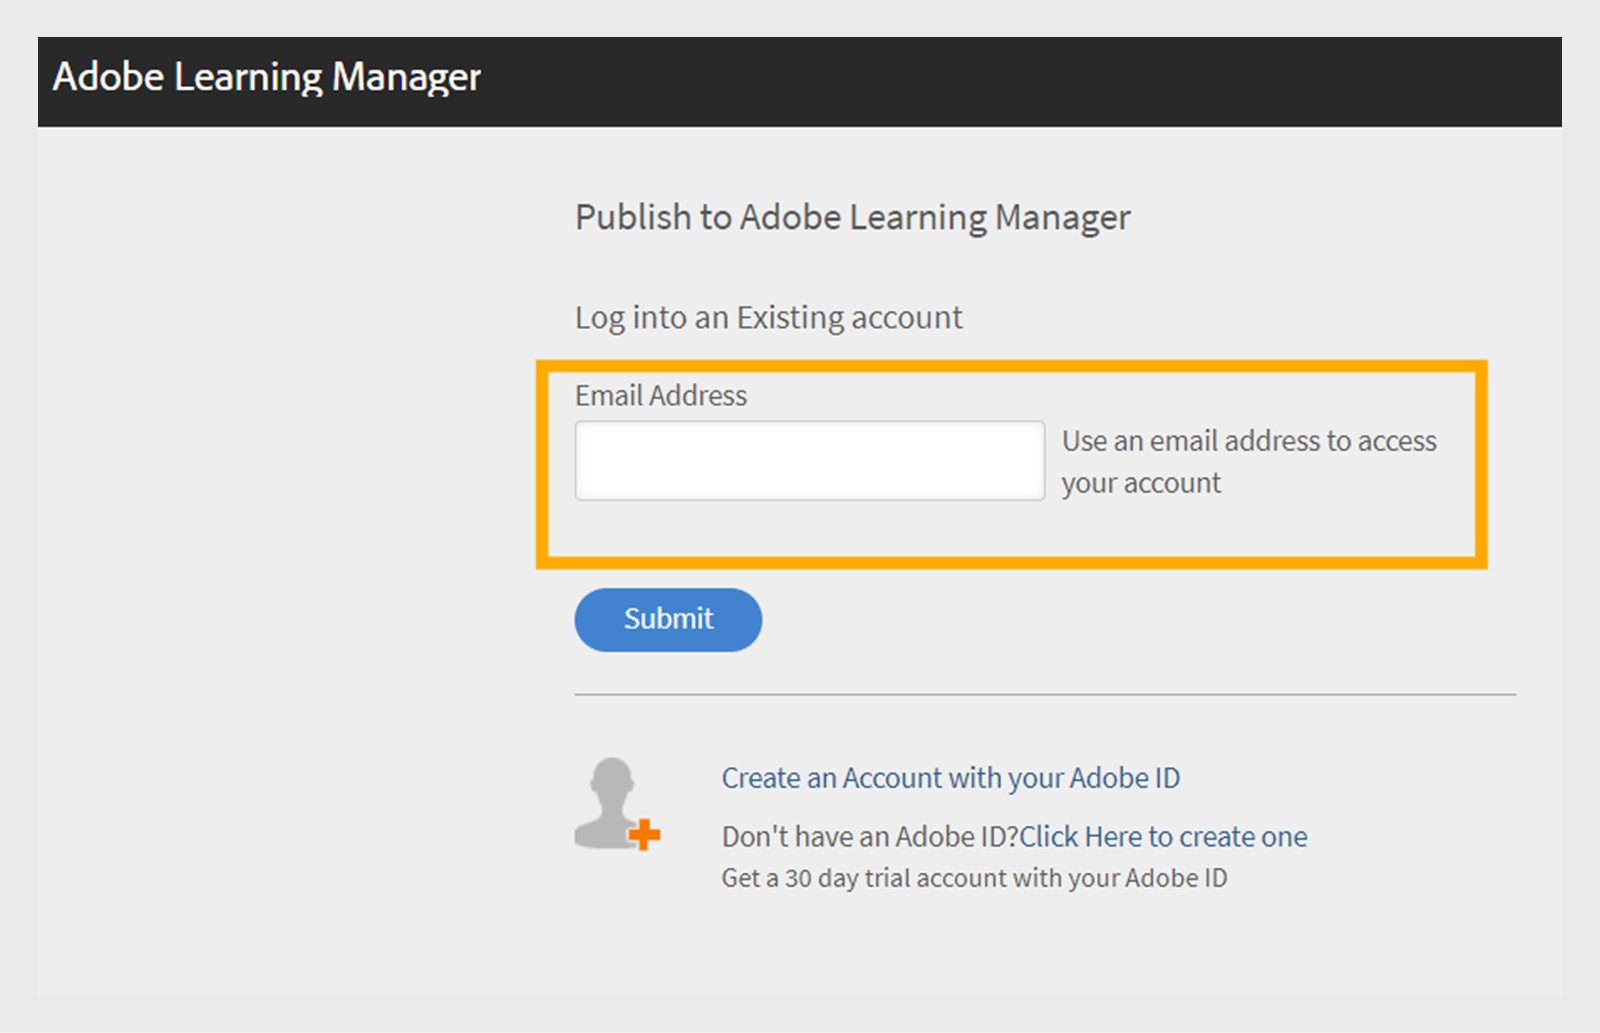 Adobe Learning Manager
Publish to Adobe Learning Manager
Log into an Existing account
Email Address
Use an email address to access
your account
Submit
Create an Account with your Adobe ID
Don't have an Adobe ID?Click Here to create one
Get a 30 day trial account with your Adobe ID